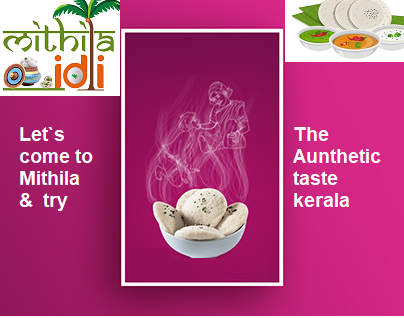 mithila
idli
Let`s
come to
Mithila
& try
The
Aunthetic
taste
kerala